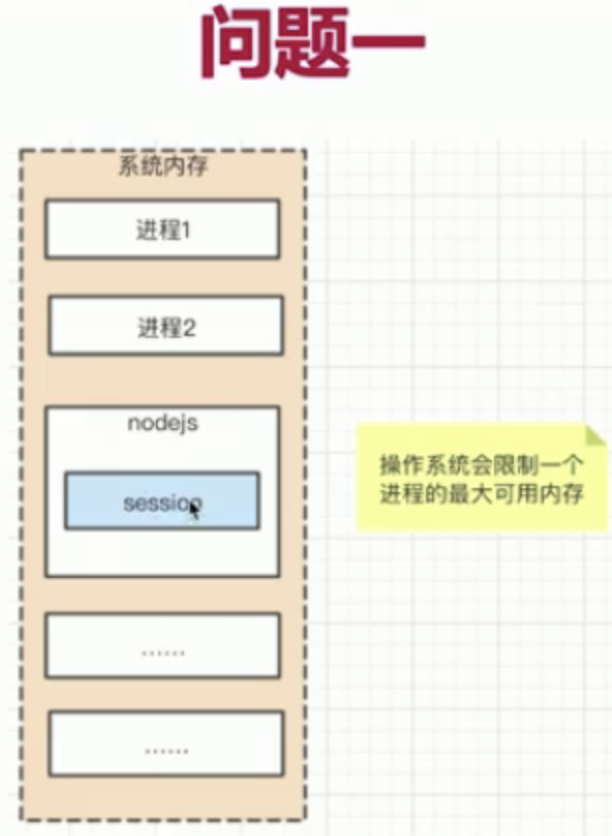 问题一
系统内存
进程1
进程2
nodejs
session
操作系统会限制一个
进程的最大可用内存
......
......